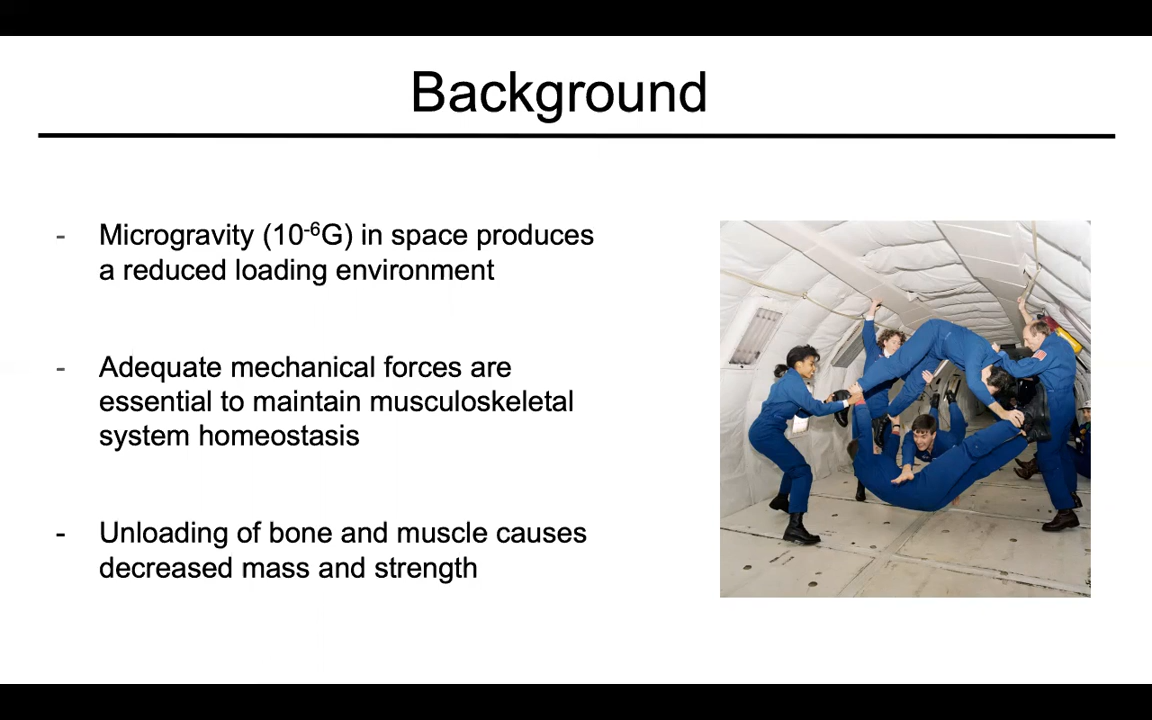 Background
- Microgravity (10⁻⁶G) in space produces
a reduced loading environment
- Adequate mechanical forces are
essential to maintain musculoskeletal
system homeostasis
- Unloading of bone and muscle causes
decreased mass and strength